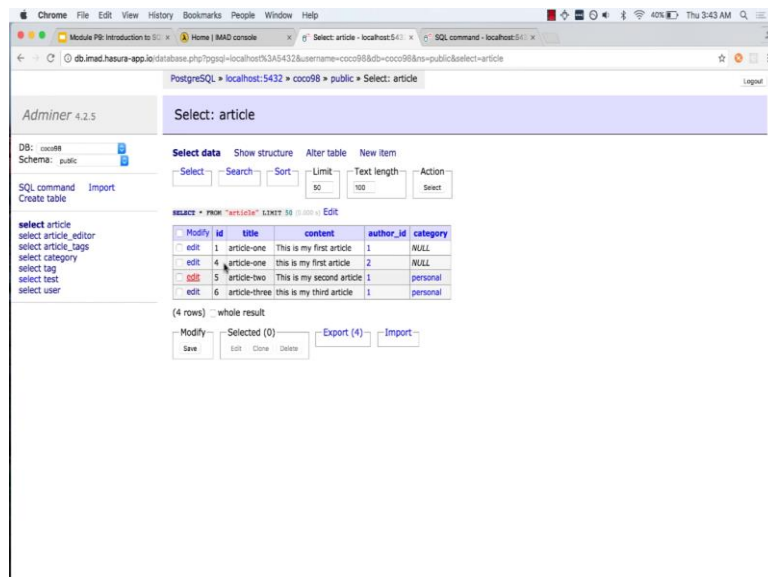 Chrome File Edit View History Bookmarks People Window Help 40% Thu 3:43 AM
Module P9: Introduction to SQ × Home | IMAD console × Select: article - localhost:543 × SQL command - localhost:543 ×
db.imad.hasura-app.io/database.php?pgsql=localhost%3A5432&username=coco98&db=coco98&ns=public&select=article
PostgreSQL » localhost:5432 » coco98 » public » Select: article
Logout
Adminer 4.2.5
Select: article
DB: coco98
Schema: public
SQL command Import
Create table
select article
select article_editor
select article_tags
select category
select tag
select test
select user
Select data Show structure Alter table New item
Select Search Sort Limit Text length Action
50 100 Select
SELECT * FROM "article" LIMIT 50 Edit
Modify id title content author_id category
edit 1 article-one This is my first article 1 NULL
edit 4 article-one this is my first article 2 NULL
edit 5 article-two This is my second article 1 personal
edit 6 article-three this is my third article 1 personal
(4 rows) whole result
Modify Selected (0) Export (4) Import
Save Edit Clone Delete